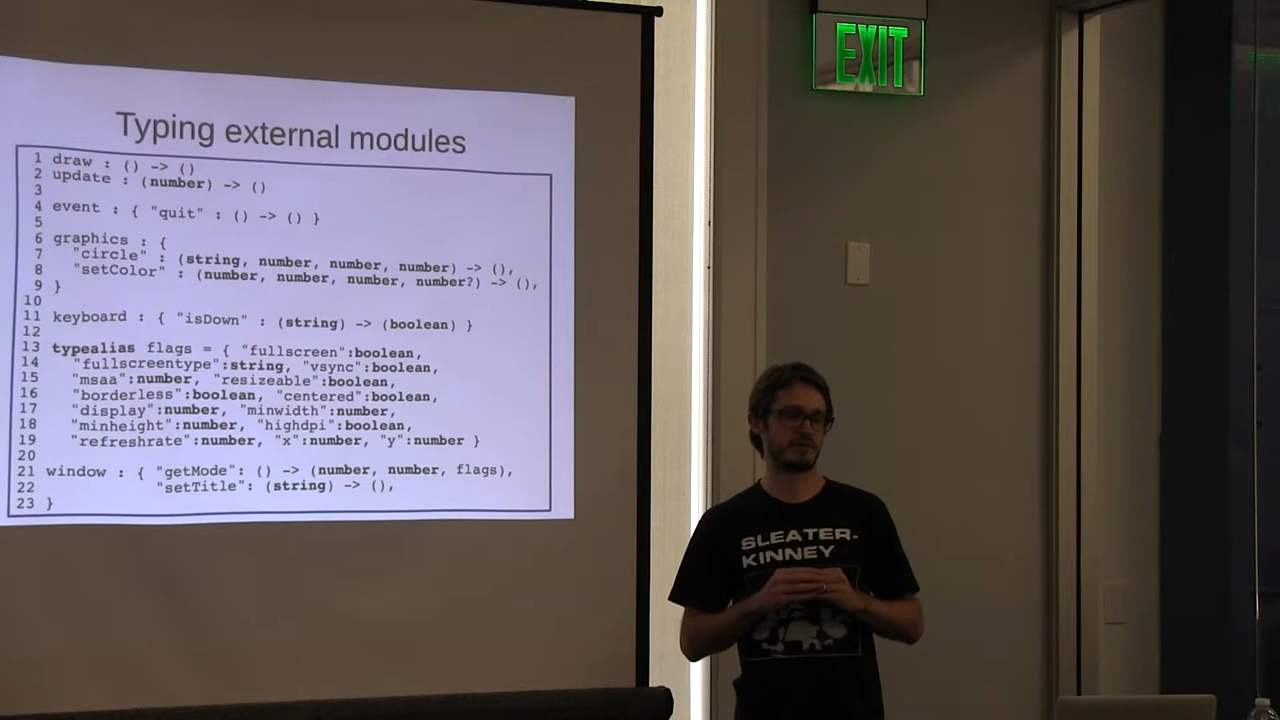 EXIT
Typing external modules
1 draw : () -> ()
2 update : (number) -> ()
3
4 event : { "quit" : () -> () }
5
6 graphics : {
7 "circle" : (string, number, number, number) -> (),
8 "setColor" : (number, number, number, number?) -> (),
9 }
10
11 keyboard : { "isDown" : (string) -> (boolean) }
12
13 typealias flags = { "fullscreen":boolean,
14 "fullscreentype":string, "vsync":boolean,
15 "msaa":number, "resizeable":boolean,
16 "borderless":boolean, "centered":boolean,
17 "display":number, "minwidth":number,
18 "minheight":number, "highdpi":boolean,
19 "refreshrate":number, "x":number, "y":number }
20
21 window : { "getMode": () -> (number, number, flags),
22 "setTitle": (string) -> (),
23 }
SLEATER-
KINNEY